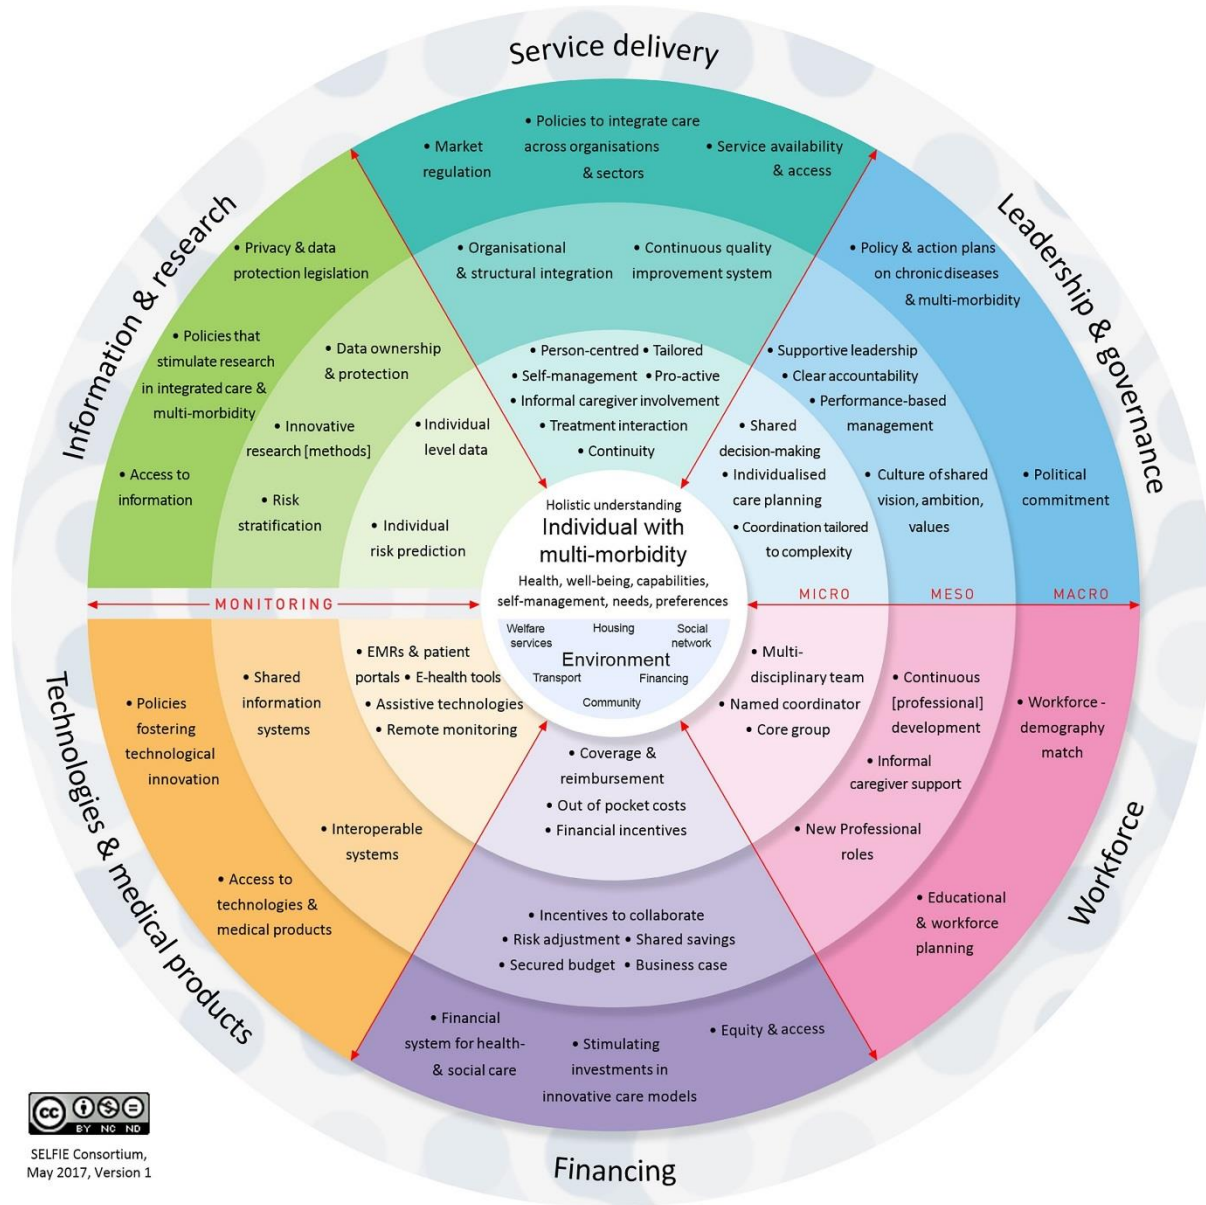 Service delivery
• Policies to integrate care
across organisations
& sectors
• Market
regulation
• Service availability
& access
• Organisational
& structural integration
• Continuous quality
improvement system
• Person-centred • Tailored
• Self-management • Pro-active
• Informal caregiver involvement
• Treatment interaction
• Continuity
Leadership & governance
• Policy & action plans
on chronic diseases
& multi-morbidity
• Political
commitment
• Supportive leadership
• Clear accountability
• Performance-based
management
• Culture of shared
vision, ambition,
values
• Shared
decision-making
• Individualised
care planning
• Coordination tailored
to complexity
Information & research
• Privacy & data
protection legislation
• Policies that
stimulate research
in integrated care &
multi-morbidity
• Access to
information
• Data ownership
& protection
• Innovative
research [methods]
• Risk
stratification
• Individual
level data
• Individual
risk prediction
Holistic understanding
Individual with
multi-morbidity
Health, well-being, capabilities,
self-management, needs, preferences
Welfare
services
Housing
Social
network
Environment
Transport
Financing
Community
MONITORING
MICRO
MESO
MACRO
Technologies & medical products
• EMRs & patient
portals • E-health tools
• Assistive technologies
• Remote monitoring
• Shared
information
systems
• Interoperable
systems
• Policies
fostering
technological
innovation
• Access to
technologies &
medical products
Workforce
• Multi-
disciplinary team
• Named coordinator
• Core group
• Continuous
[professional]
development
• Informal
caregiver support
• New Professional
roles
• Workforce -
demography
match
• Educational
& workforce
planning
Financing
• Coverage &
reimbursement
• Out of pocket costs
• Financial incentives
• Incentives to collaborate
• Risk adjustment • Shared savings
• Secured budget • Business case
• Financial
system for health-
& social care
• Stimulating
investments in
innovative care models
• Equity & access
cc
BY NC ND
SELFIE Consortium,
May 2017, Version 1